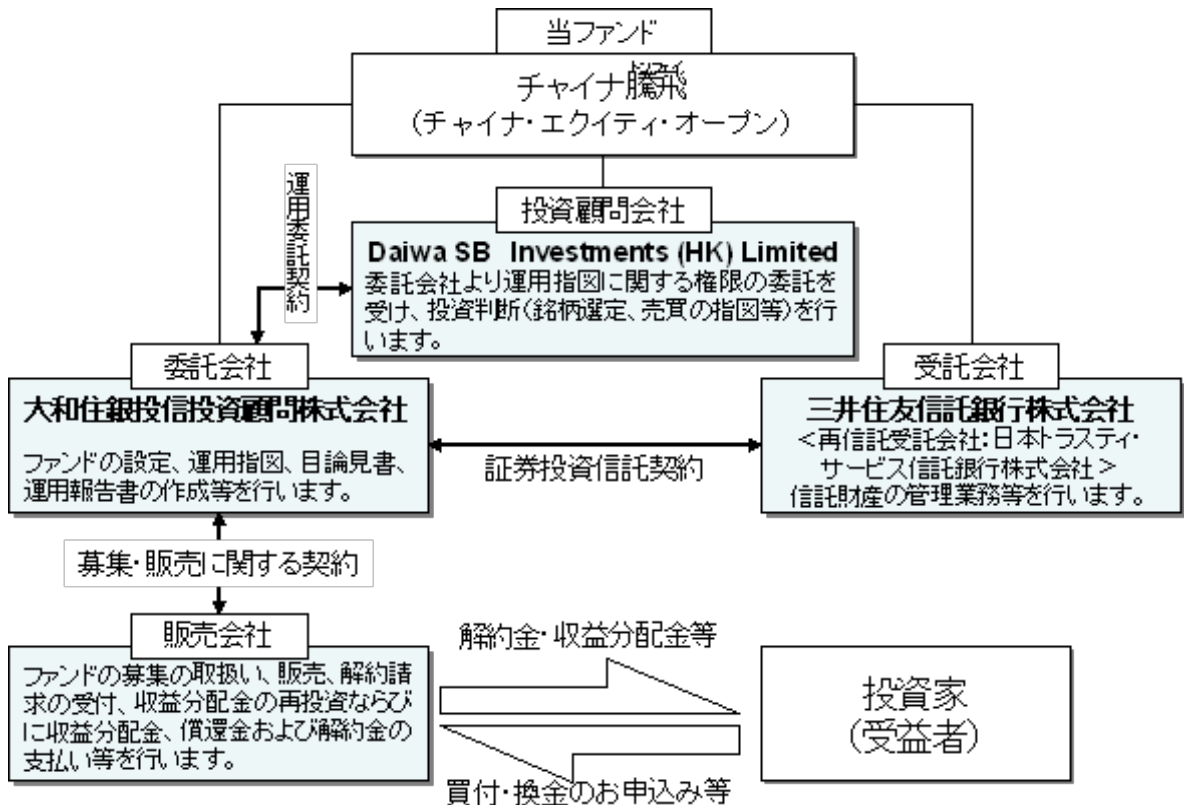 当ファンド
チャイナ騰飛
(チャイナ・エクイティ・オープン)
運用委託契約
投資顧問会社
Daiwa SB Investments (HK) Limited
委託会社より運用指図に関する権限の委託を
受け、投資判断(銘柄選定、売買の指図等)を行
います。
委託会社
大和住銀投信投資顧問株式会社
ファンドの設定、運用指図、目論見書、
運用報告書の作成等を行います。
証券投資信託契約
受託会社
三井住友信託銀行株式会社
<再信託受託会社:日本トラスティ・
サービス信託銀行株式会社>
信託財産の管理業務等を行います。
募集・販売に関する契約
販売会社
ファンドの募集の取扱い、販売、解約請
求の受付、収益分配金の再投資ならび
に収益分配金、償還金および解約金の
支払い等を行います。
解約金・収益分配金等
買付・換金のお申込み等
投資家
(受益者)